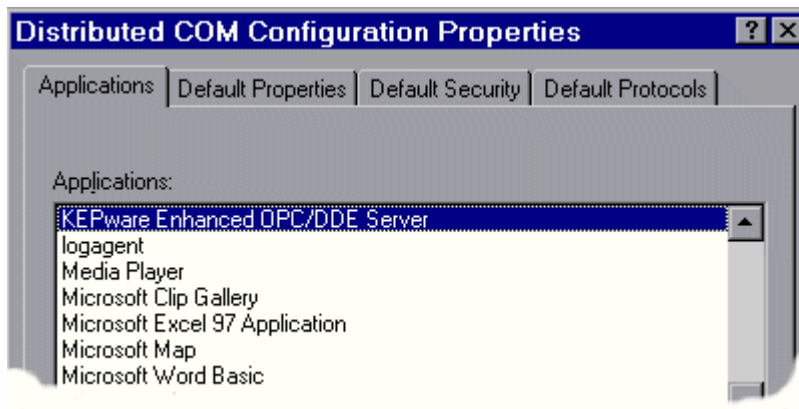 Distributed COM Configuration Properties
Applications Default Properties Default Security Default Protocols
Applications:
KEPware Enhanced OPC/DDE Server
logagent
Media Player
Microsoft Clip Gallery
Microsoft Excel 97 Application
Microsoft Map
Microsoft Word Basic